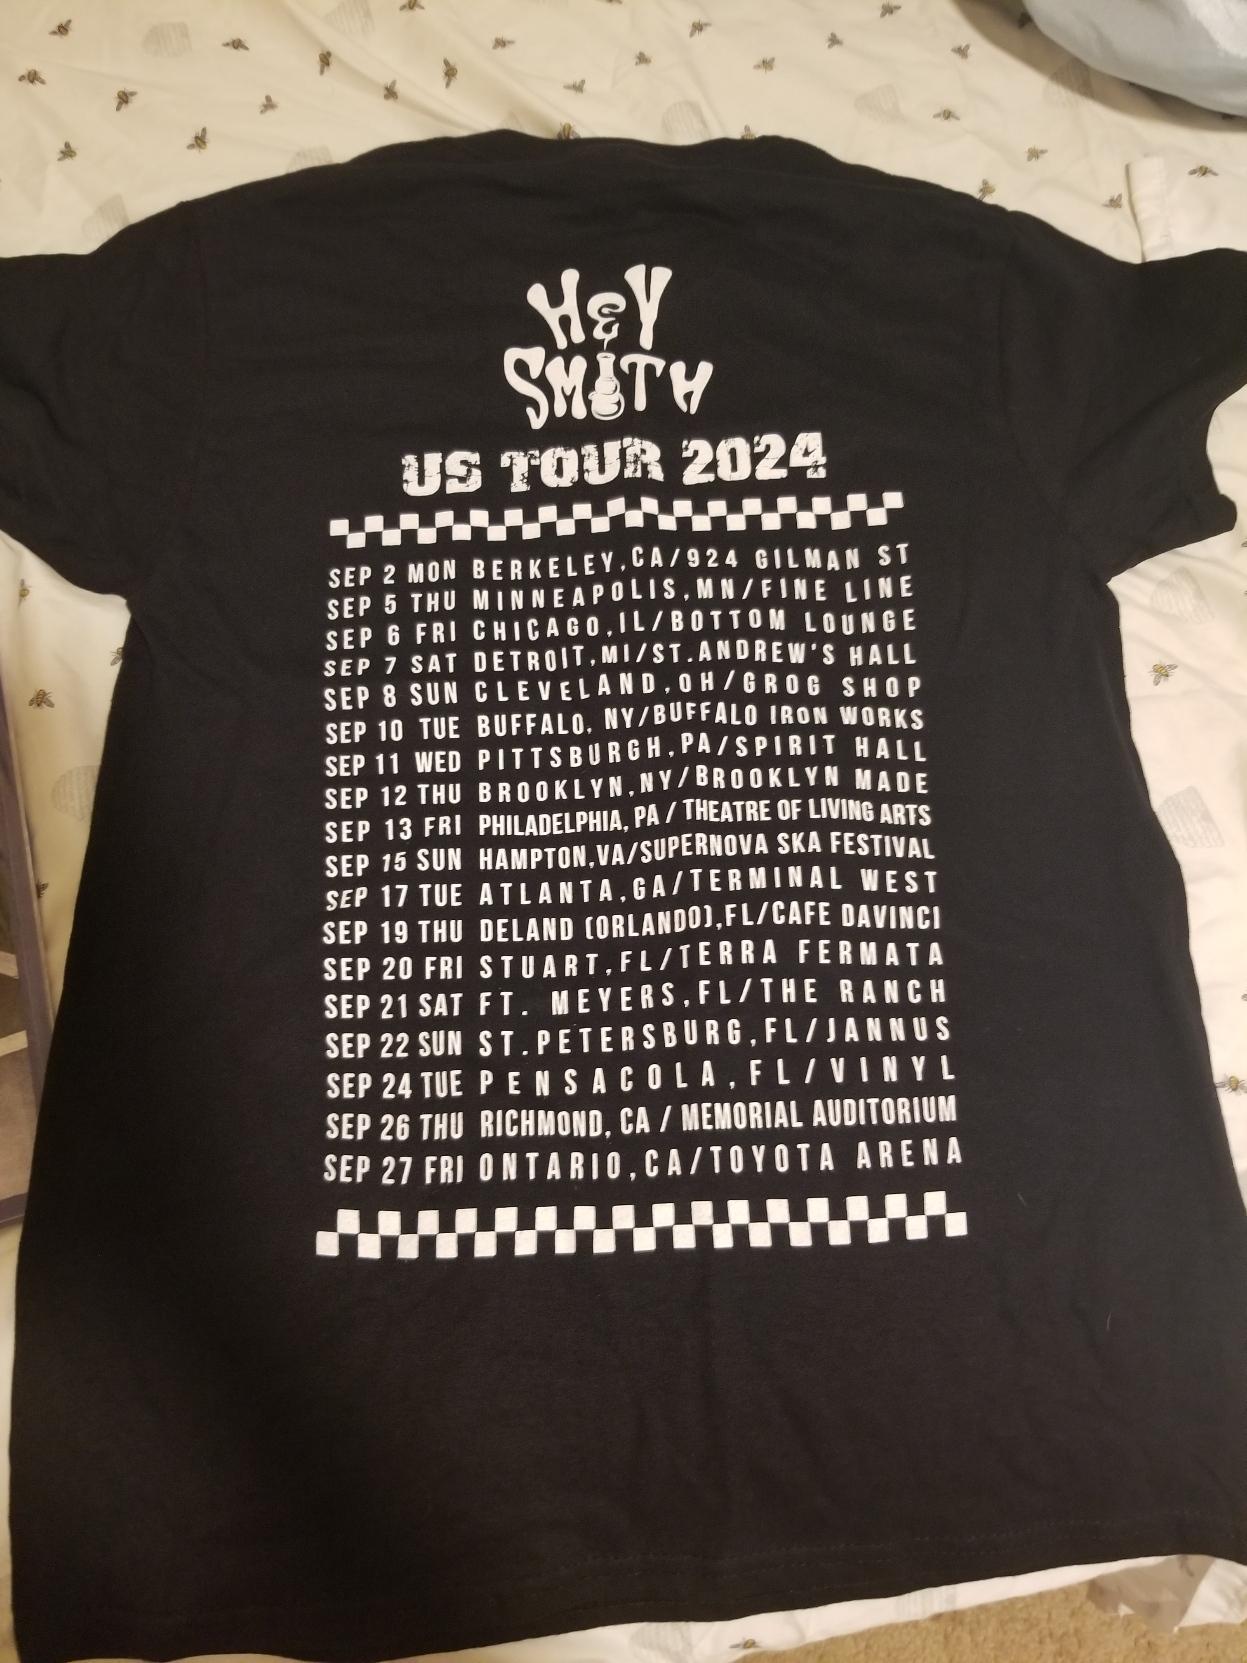 HeY
SMiTH
US TOUR 2024
SEP 2 MON BERKELEY,CA/924 GILMAN ST
SEP 5 THU MINNEAPOLIS,MN/FINE LINE
SEP 6 FRI CHICAGO,IL/BOTTOM LOUNGE
SEP 7 SAT DETROIT,MI/ST.ANDREW'S HALL
SEP 8 SUN CLEVELAND,OH/GROG SHOP
SEP 10 TUE BUFFALO, NY/BUFFALO IRON WORKS
SEP 11 WED PITTSBURGH,PA/SPIRIT HALL
SEP 12 THU BROOKLYN,NY/BROOKLYN MADE
SEP 13 FRI PHILADELPHIA, PA / THEATRE OF LIVING ARTS
SEP 15 SUN HAMPTON,VA/SUPERNOVA SKA FESTIVAL
SEP 17 TUE ATLANTA,GA/TERMINAL WEST
SEP 19 THU DELAND (ORLANDO),FL/CAFE DAVINCI
SEP 20 FRI STUART,FL/TERRA FERMATA
SEP 21 SAT FT. MEYERS,FL/THE RANCH
SEP 22 SUN ST.PETERSBURG,FL/JANNUS
SEP 24 TUE PENSACOLA,FL/VINYL
SEP 26 THU RICHMOND, CA / MEMORIAL AUDITORIUM
SEP 27 FRI ONTARIO,CA/TOYOTA ARENA